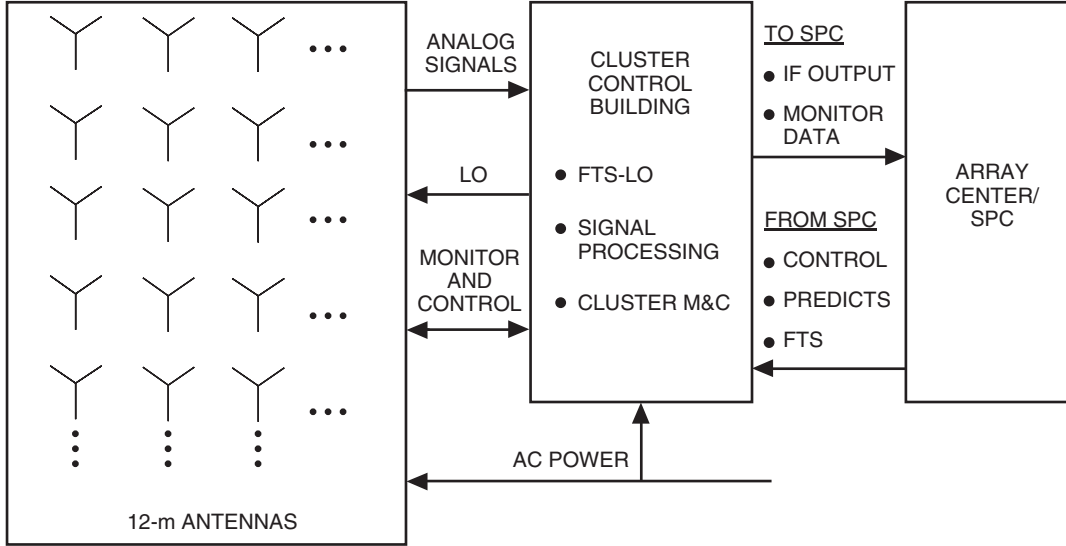 12-m ANTENNAS
ANALOG
SIGNALS
LO
MONITOR
AND
CONTROL
AC POWER
CLUSTER
CONTROL
BUILDING
● FTS-LO
● SIGNAL
PROCESSING
● CLUSTER M&C
TO SPC
● IF OUTPUT
● MONITOR
DATA
FROM SPC
● CONTROL
● PREDICTS
● FTS
ARRAY
CENTER/
SPC